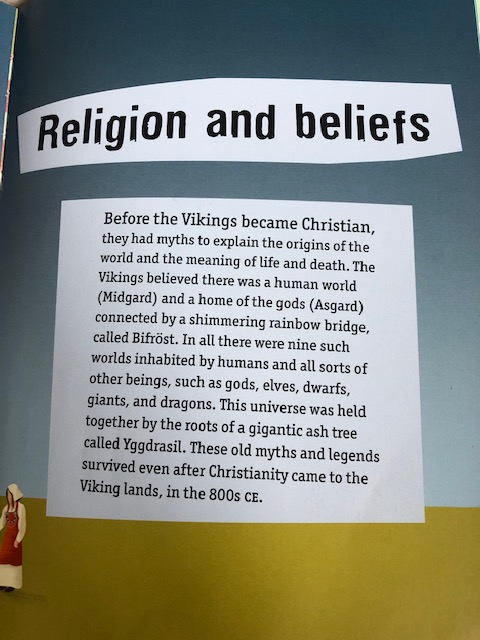 Religion and beliefs
Before the Vikings became Christian,
they had myths to explain the origins of the
world and the meaning of life and death. The
Vikings believed there was a human world
(Midgard) and a home of the gods (Asgard)
connected by a shimmering rainbow bridge,
called Bifröst. In all there were nine such
worlds inhabited by humans and all sorts of
other beings, such as gods, elves, dwarfs,
giants, and dragons. This universe was held
together by the roots of a gigantic ash tree
called Yggdrasil. These old myths and legends
survived even after Christianity came to the
Viking lands, in the 800s CE.